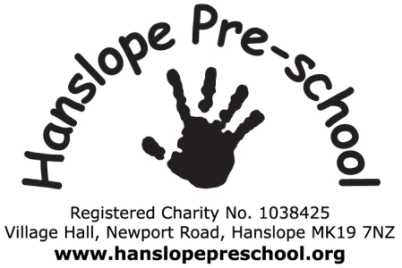 Hanslope Pre-school
Registered Charity No. 1038425
Village Hall, Newport Road, Hanslope MK19 7NZ
www.hanslopepreschool.org